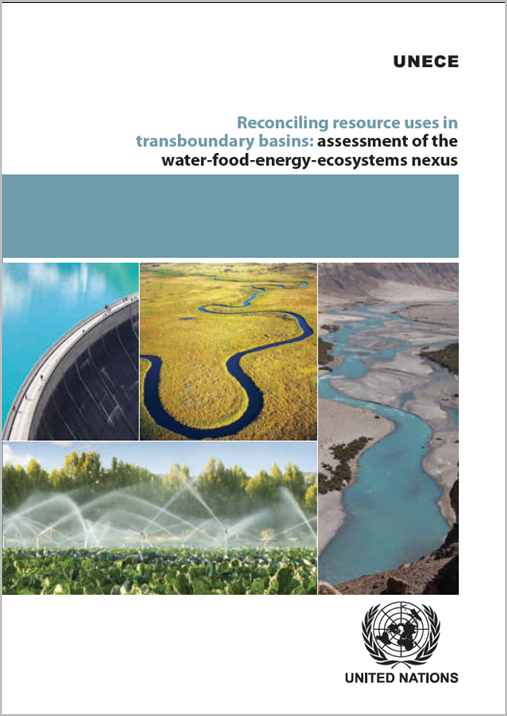 UNECE
Reconciling resource uses in
transboundary basins: assessment of the
water-food-energy-ecosystems nexus
UNITED NATIONS